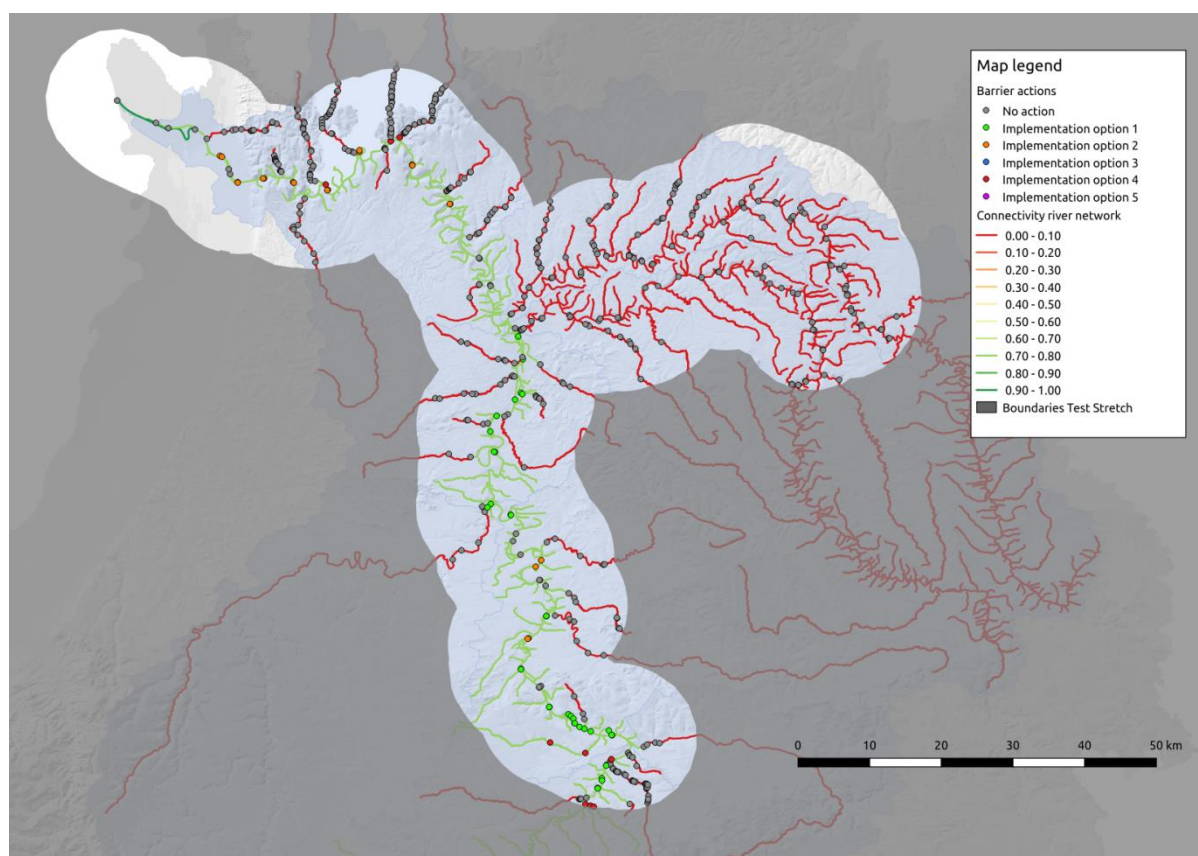 Map legend
Barrier actions
No action
Implementation option 1
Implementation option 2
Implementation option 3
Implementation option 4
Implementation option 5
Connectivity river network
0.00 - 0.10
0.10 - 0.20
0.20 - 0.30
0.30 - 0.40
0.40 - 0.50
0.50 - 0.60
0.60 - 0.70
0.70 - 0.80
0.80 - 0.90
0.90 - 1.00
Boundaries Test Stretch
0 10 20 30 40 50 km